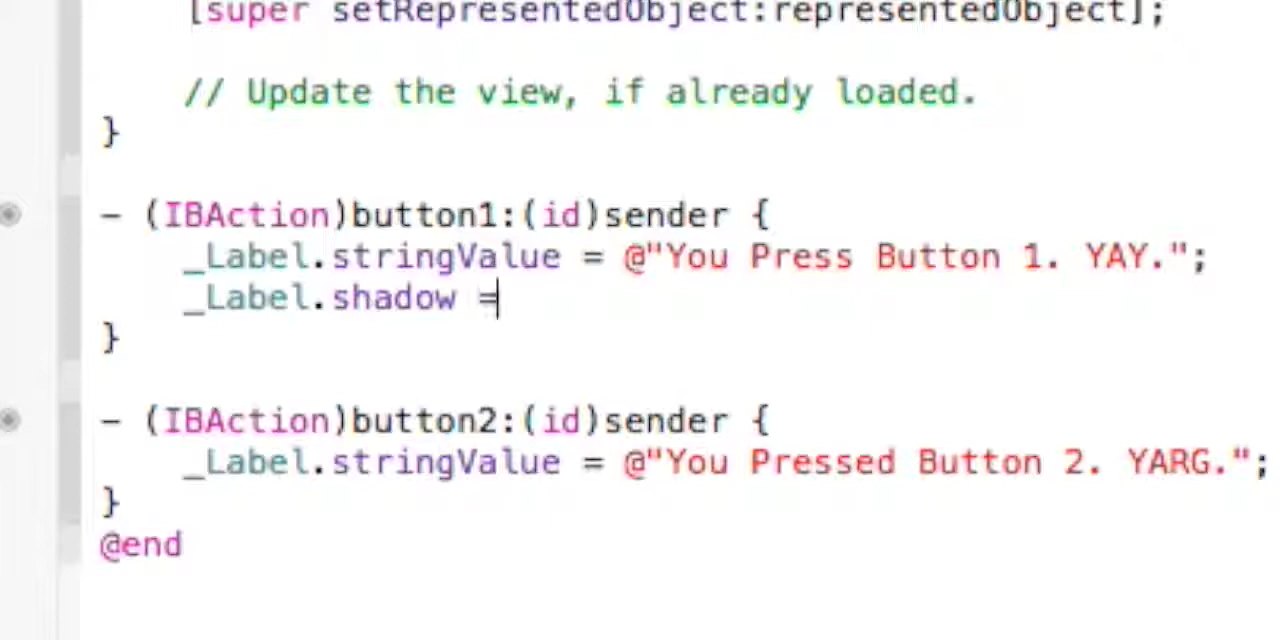 [super setRepresentedObject:representedObject];
// Update the view, if already loaded.
}
- (IBAction)button1:(id)sender {
_Label.stringValue = @"You Press Button 1. YAY.";
_Label.shadow =
}
- (IBAction)button2:(id)sender {
_Label.stringValue = @"You Pressed Button 2. YARG.";
}
@end